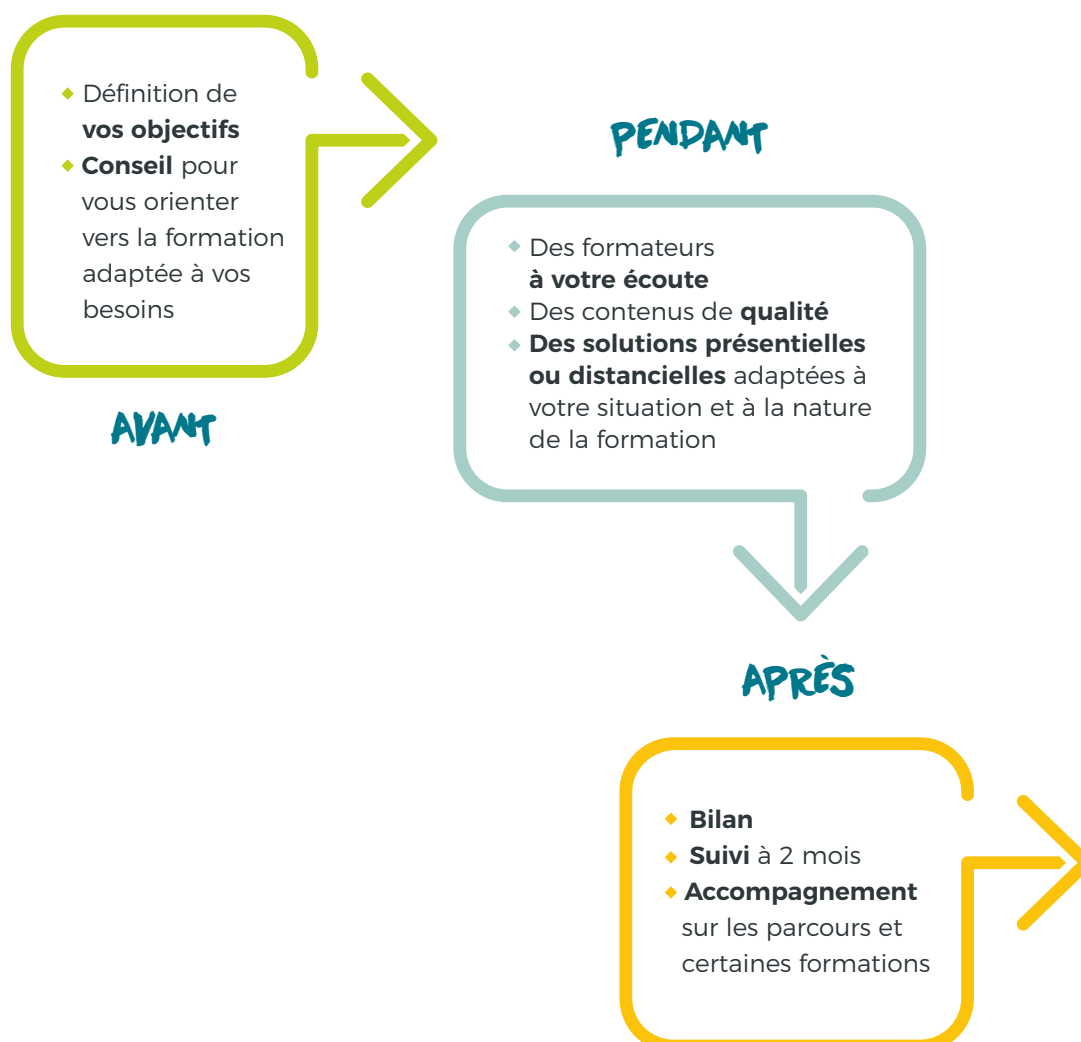 ◆ Définition de
vos objectifs
◆ Conseil pour
vous orienter
vers la formation
adaptée à vos
besoins
AVANT
PENDANT
◆ Des formateurs
à votre écoute
◆ Des contenus de qualité
◆ Des solutions présentielles
ou distancielles adaptées à
votre situation et à la nature
de la formation
APRÈS
◆ Bilan
◆ Suivi à 2 mois
◆ Accompagnement
sur les parcours et
certaines formations